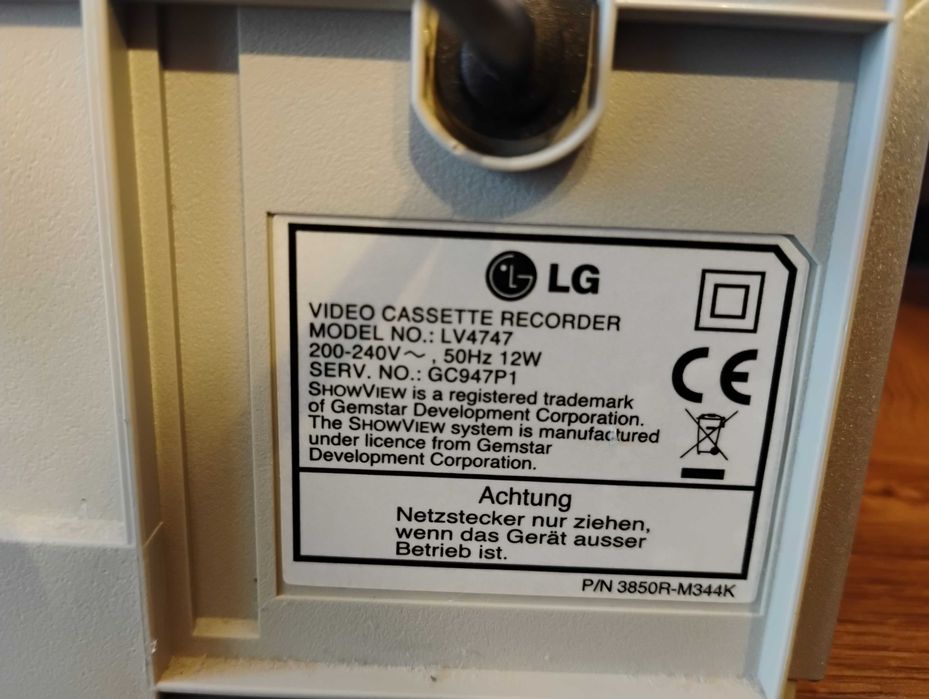 LG
VIDEO CASSETTE RECORDER
MODEL NO.: LV4747
200-240V～ , 50Hz 12W
SERV. NO.: GC947P1
SHOWVIEW is a registered trademark
of Gemstar Development Corporation.
The SHOWVIEW system is manufactured
under licence from Gemstar
Development Corporation.
CE
Achtung
Netzstecker nur ziehen,
wenn das Gerät ausser
Betrieb ist.
P/N 3850R-M344K